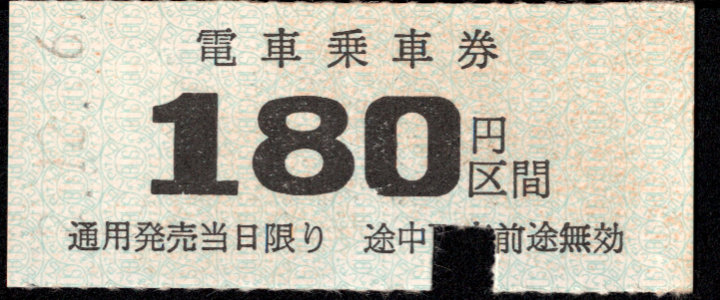 電車乗車券
180円
区間
通用発売当日限り 途中 前途無効